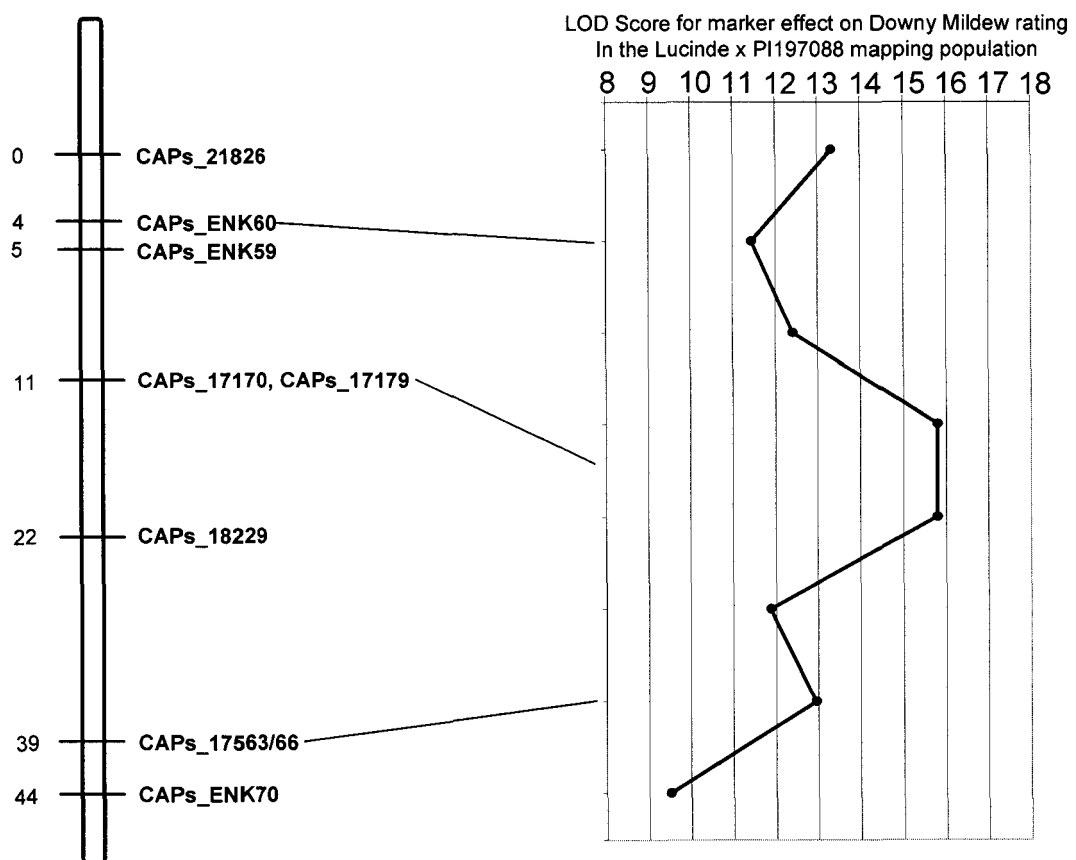 LOD Score for marker effect on Downy Mildew rating
In the Lucinde x PI197088 mapping population
8 9 10 11 12 13 14 15 16 17 18
0 CAPs_21826
4 CAPs_ENK60
5 CAPs_ENK59
11 CAPs_17170, CAPs_17179
22 CAPs_18229
39 CAPs_17563/66
44 CAPs_ENK70